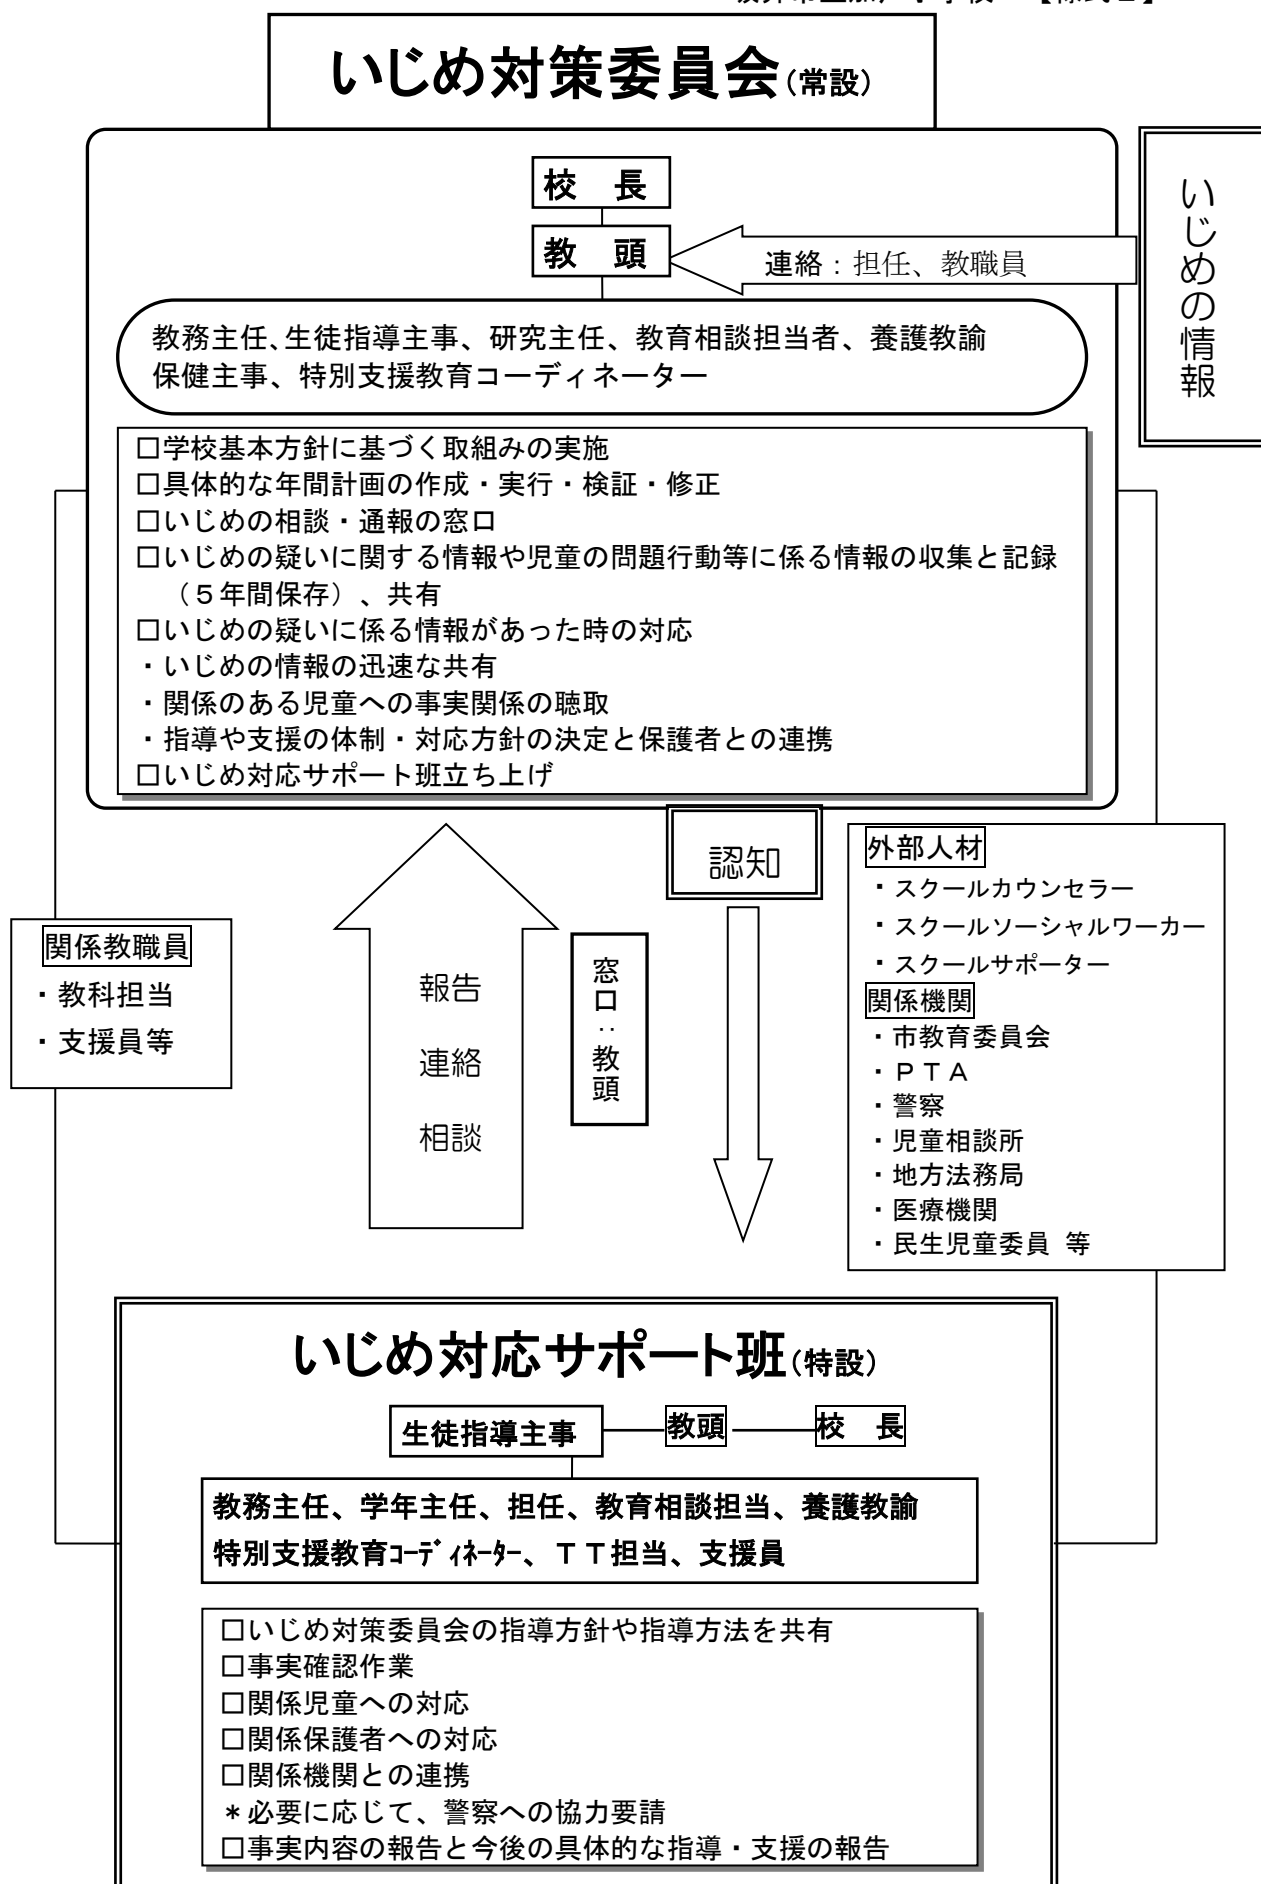 いじめ対策委員会(常設)
校　長
教　頭
連絡：担任、教職員
いじめの情報
教務主任、生徒指導主事、研究主任、教育相談担当者、養護教諭
保健主事、特別支援教育コーディネーター
□学校基本方針に基づく取組みの実施
□具体的な年間計画の作成・実行・検証・修正
□いじめの相談・通報の窓口
□いじめの疑いに関する情報や児童の問題行動等に係る情報の収集と記録
（５年間保存）、共有
□いじめの疑いに係る情報があった時の対応
・いじめの情報の迅速な共有
・関係のある児童への事実関係の聴取
・指導や支援の体制・対応方針の決定と保護者との連携
□いじめ対応サポート班立ち上げ
認知
関係教職員
・教科担当
・支援員等
報告
連絡
相談
窓口：教頭
外部人材
・スクールカウンセラー
・スクールソーシャルワーカー
・スクールサポーター
関係機関
・市教育委員会
・ＰＴＡ
・警察
・児童相談所
・地方法務局
・医療機関
・民生児童委員 等
いじめ対応サポート班(特設)
生徒指導主事
教頭
校　長
教務主任、学年主任、担任、教育相談担当、養護教諭
特別支援教育ｺｰﾃﾞｨﾈｰﾀｰ、ＴＴ担当、支援員
□いじめ対策委員会の指導方針や指導方法を共有
□事実確認作業
□関係児童への対応
□関係保護者への対応
□関係機関との連携
＊必要に応じて、警察への協力要請
□事実内容の報告と今後の具体的な指導・支援の報告